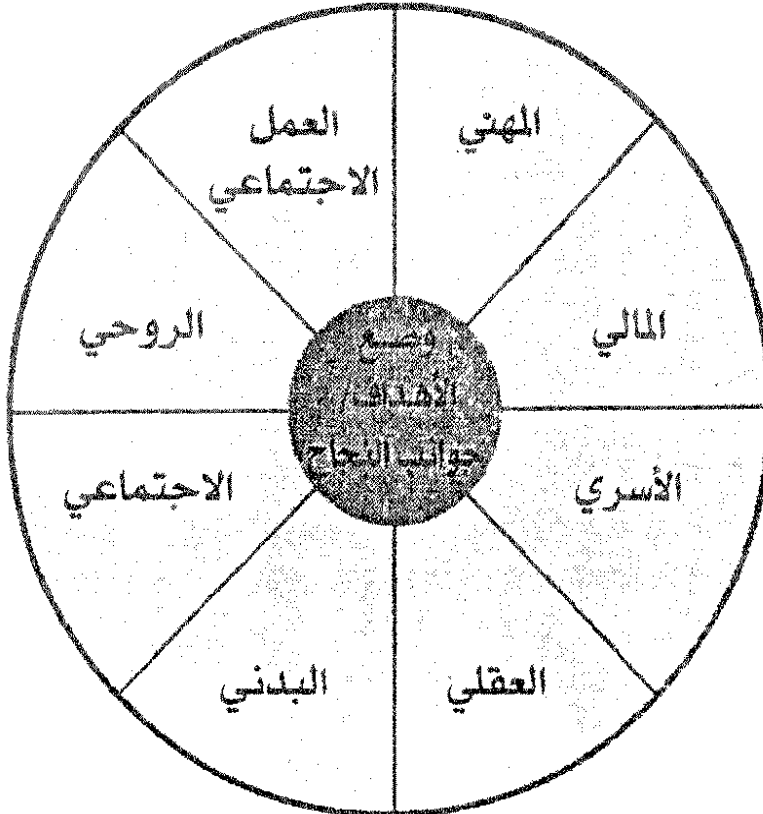 العمل
الاجتماعي
المهني
الروحي
المالي
وضع
الأهداف/
جوانب النجاح
الاجتماعي
الأسري
البدني
العقلي